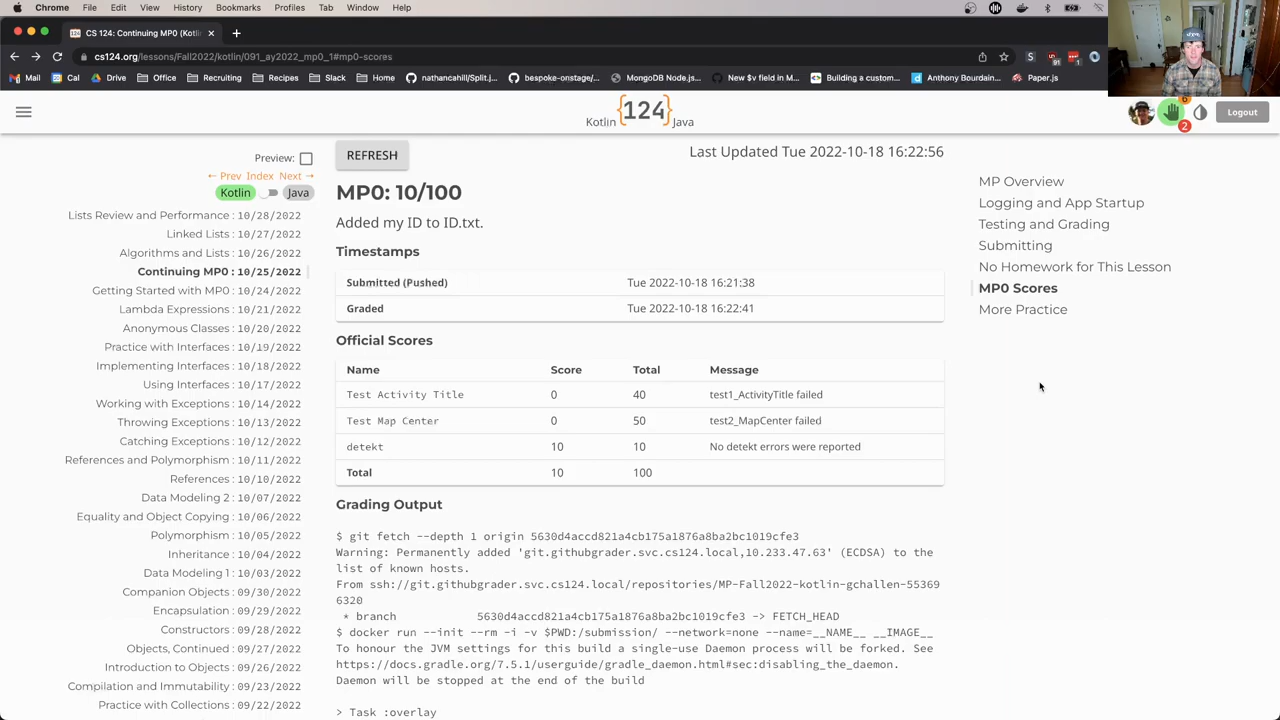 Chrome File Edit View History Bookmarks Profiles Tab Window Help
CS 124: Continuing MP0 (Kotli
cs124.org/lessons/Fall2022/kotlin/091_ay2022_mp0_1#mp0-scores
Mail Cal Drive Office Recruiting Recipes Slack nathancahill/Split.j... bespoke-storage/... MongoDB Node.js... New $v field in M... Building a custom... Anthony Bourdain... Paper.js
Kotlin {124} Java
2
Logout
Preview:
← Prev Index Next →
Kotlin Java
Lists Review and Performance : 10/28/2022
Linked Lists : 10/27/2022
Algorithms and Lists : 10/26/2022
Continuing MP0 : 10/25/2022
Getting Started with MP0 : 10/24/2022
Lambda Expressions : 10/21/2022
Anonymous Classes : 10/20/2022
Practice with Interfaces : 10/19/2022
Implementing Interfaces : 10/18/2022
Using Interfaces : 10/17/2022
Working with Exceptions : 10/14/2022
Throwing Exceptions : 10/13/2022
Catching Exceptions : 10/12/2022
References and Polymorphism : 10/11/2022
References : 10/10/2022
Data Modeling 2 : 10/07/2022
Equality and Object Copying : 10/06/2022
Polymorphism : 10/05/2022
Inheritance : 10/04/2022
Data Modeling 1 : 10/03/2022
Companion Objects : 09/30/2022
Encapsulation : 09/29/2022
Constructors : 09/28/2022
Objects, Continued : 09/27/2022
Introduction to Objects : 09/26/2022
Compilation and Immutability : 09/23/2022
Practice with Collections : 09/22/2022
REFRESH
Last Updated Tue 2022-10-18 16:22:56
MP0: 10/100
Added my ID to ID.txt.
Timestamps
Submitted (Pushed) Tue 2022-10-18 16:21:38
Graded Tue 2022-10-18 16:22:41
Official Scores
Name Score Total Message
Test Activity Title 0 40 test1_ActivityTitle failed
Test Map Center 0 50 test2_MapCenter failed
detekt 10 10 No detekt errors were reported
Total 10 100
Grading Output
$ git fetch --depth 1 origin 5630d4accd821a4cb175a1876a8ba2bc1019cfe3
Warning: Permanently added 'git.githubgrader.svc.cs124.local,10.233.47.63' (ECDSA) to the
list of known hosts.
From ssh://git.githubgrader.svc.cs124.local/repositories/MP-Fall2022-kotlin-gchallen-55369
6320
* branch 5630d4accd821a4cb175a1876a8ba2bc1019cfe3 -> FETCH_HEAD
$ docker run --init --rm -i -v $PWD:/submission/ --network=none --name=__NAME__ __IMAGE__
To honour the JVM settings for this build a single-use Daemon process will be forked. See
https://docs.gradle.org/7.5.1/userguide/gradle_daemon.html#sec:disabling_the_daemon.
Daemon will be stopped at the end of the build
> Task :overlay
MP Overview
Logging and App Startup
Testing and Grading
Submitting
No Homework for This Lesson
MP0 Scores
More Practice